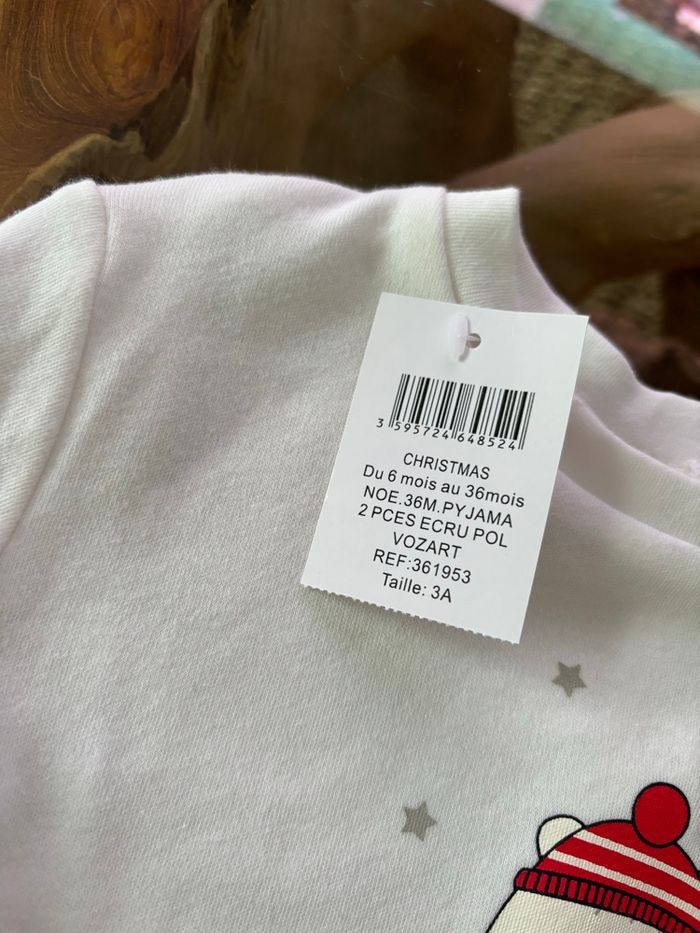 3 595724 648524
CHRISTMAS
Du 6 mois au 36mois
NOE.36M.PYJAMA
2 PCES ECRU POL
VOZART
REF:361953
Taille: 3A